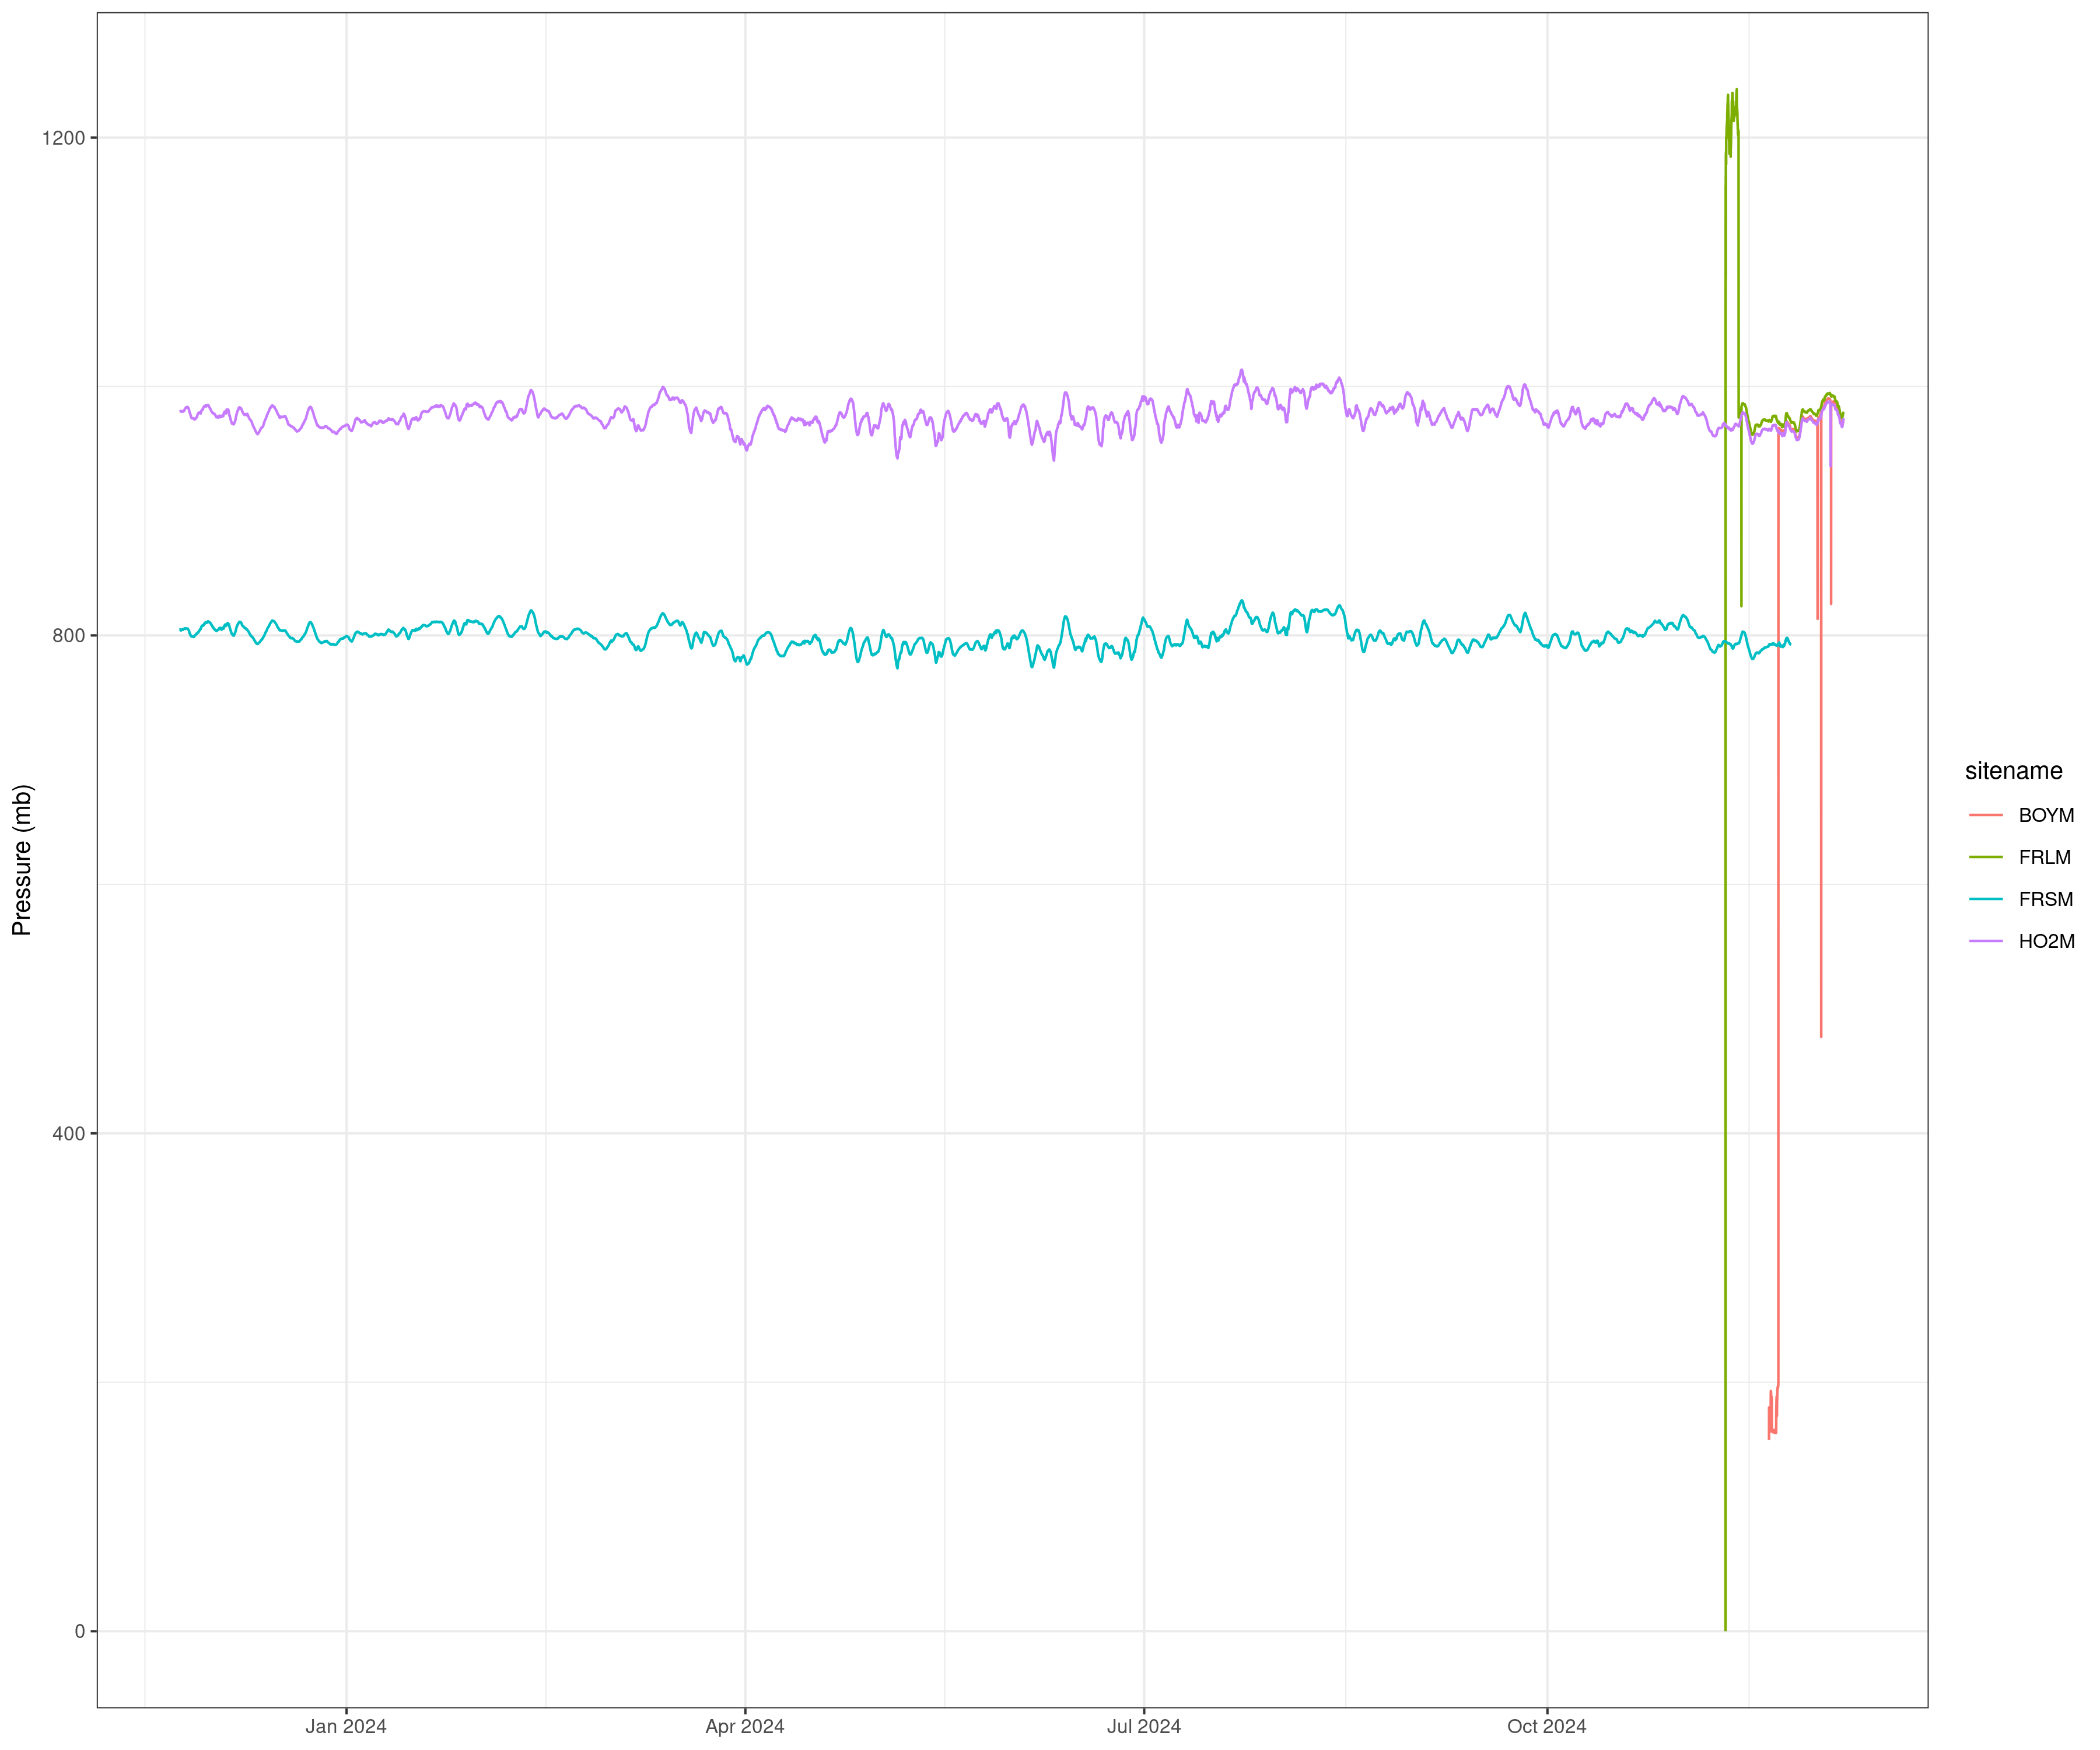 1200
800
400
0
Pressure (mb)
Jan 2024
Apr 2024
Jul 2024
Oct 2024
sitename
BOYM
FRLM
FRSM
HO2M